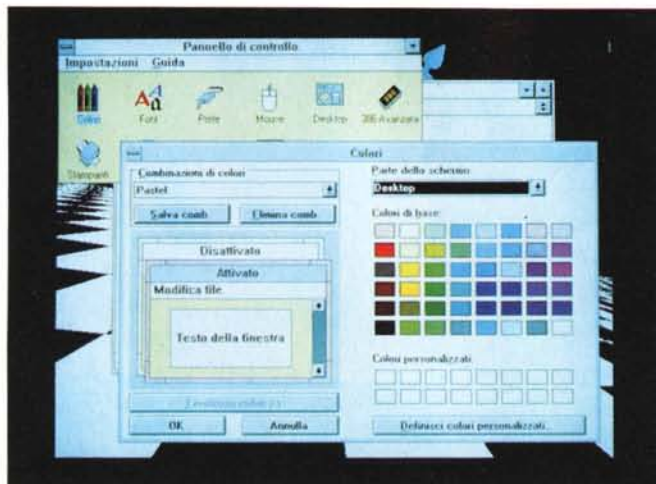 Pannello di controllo
Impostazioni Guida
Colori Font Porte Mouse Desktop 386 Avanzata
Stampanti
Colori
Combinazioni di colori
Pastel
Salva comb. Elimina comb.
Disattivato
Attivato
Modifica file
Testo della finestra
OK Annulla
Parte dello schermo:
Desktop
Colori di base:
Colori personalizzati:
Definisci colori personalizzati...